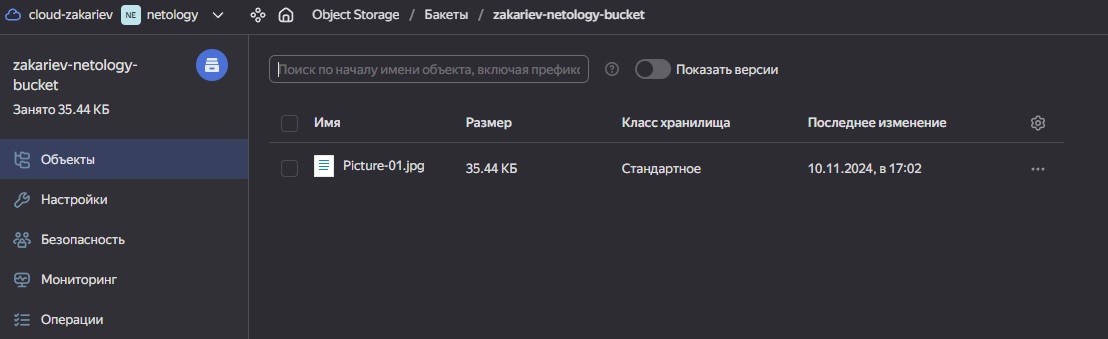 cloud-zakariev NE netology Object Storage / Бакеты / zakariev-netology-bucket
zakariev-netology-
bucket
Занято 35.44 КБ
Объекты
Настройки
Безопасность
Мониторинг
Операции
Поиск по началу имени объекта, включая префикс Показать версии
Имя Размер Класс хранилища Последнее изменение
Picture-01.jpg 35.44 КБ Стандартное 10.11.2024, в 17:02